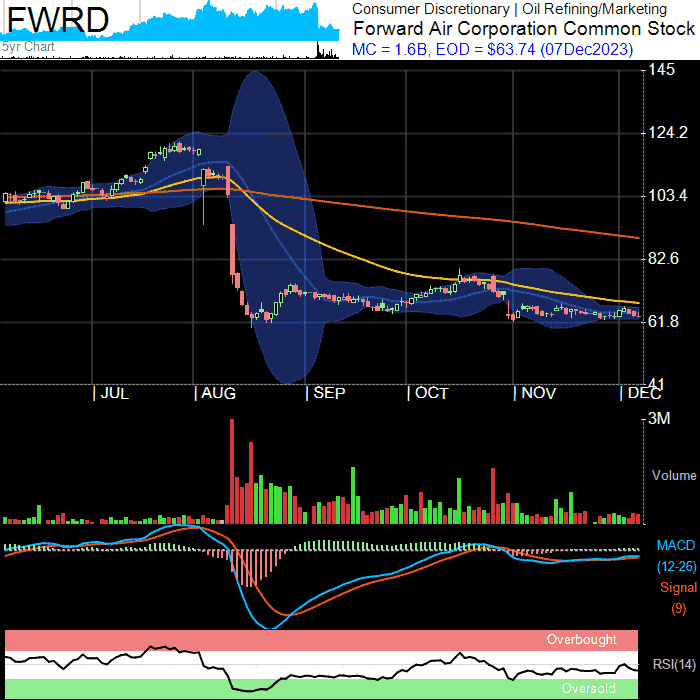 FWRD
5yr Chart
Consumer Discretionary | Oil Refining/Marketing
Forward Air Corporation Common Stock
MC = 1.6B, EOD = $63.74 (07Dec2023)
145
124.2
103.4
82.6
61.8
41
| JUL | AUG | SEP | OCT | NOV | DEC
3M
Volume
MACD
(12-26)
Signal
(9)
Overbought
RSI(14)
Oversold